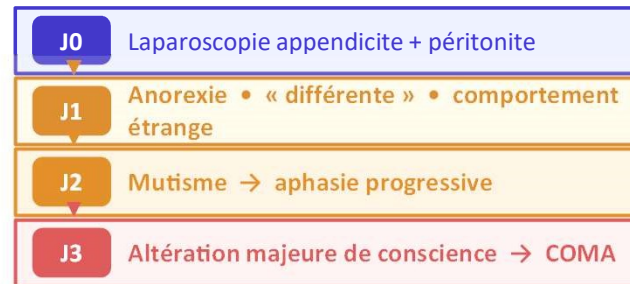 J0
Laparoscopie appendicite + péritonite
J1
Anorexie • « différente » • comportement
étrange
J2
Mutisme → aphasie progressive
J3
Altération majeure de conscience → COMA